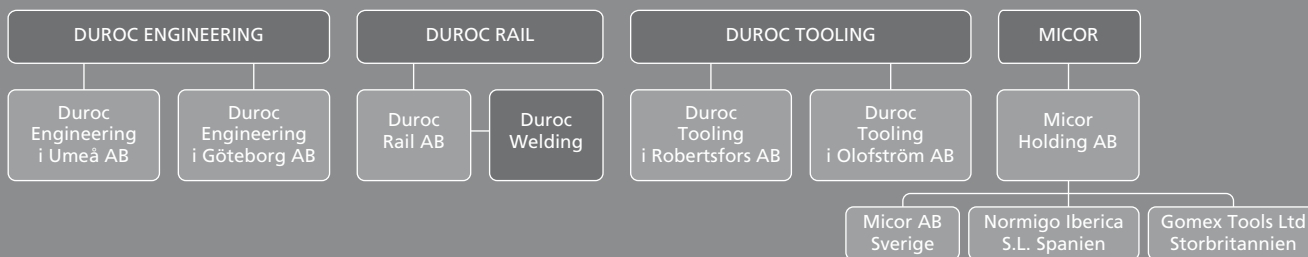 DUROC ENGINEERING
DUROC RAIL
DUROC TOOLING
MICOR
Duroc
Engineering
i Umeå AB
Duroc
Engineering
i Göteborg AB
Duroc
Rail AB
Duroc
Welding
Duroc
Tooling
i Robertsfors AB
Duroc
Tooling
i Olofström AB
Micor
Holding AB
Micor AB
Sverige
Normigo Iberica
S.L. Spanien
Gomex Tools Ltd
Storbritannien